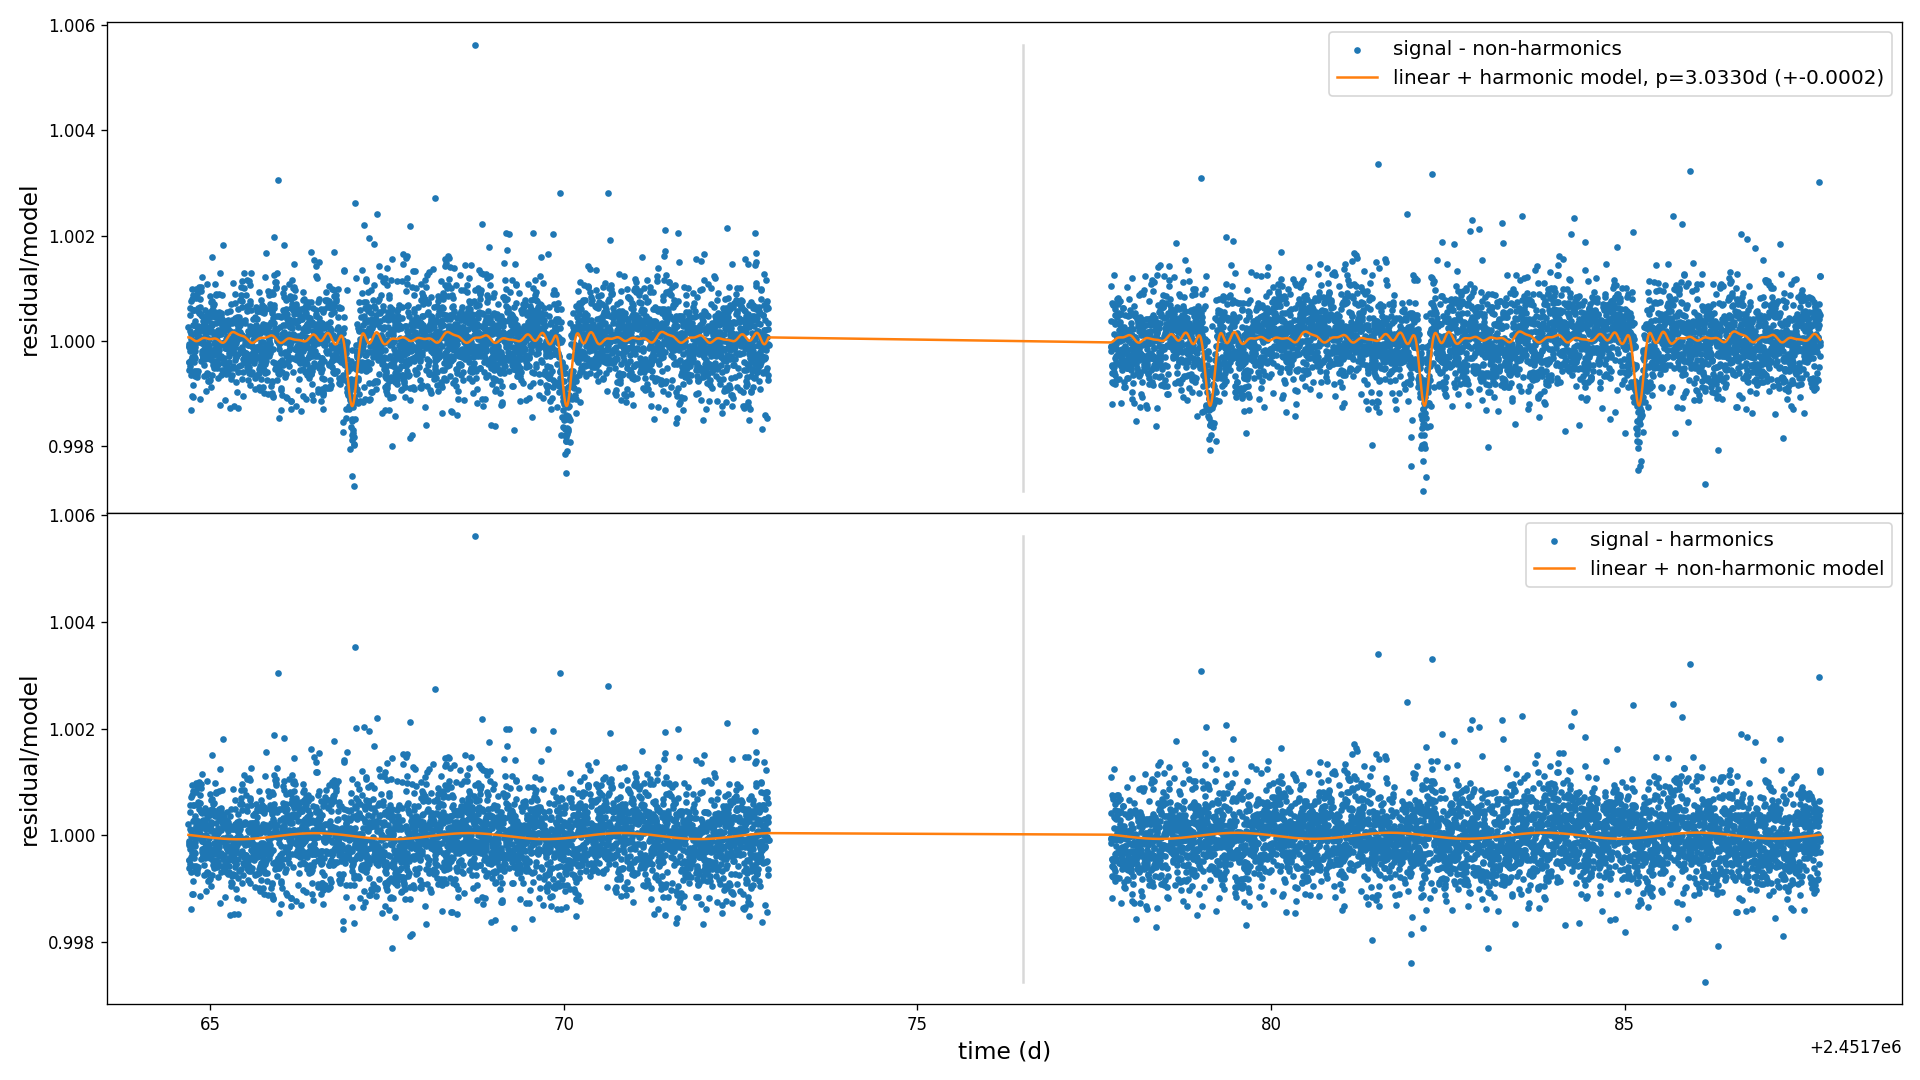 1.006
1.004
1.002
1.000
0.998
residual/model
signal - non-harmonics
linear + harmonic model, p=3.0330d (+-0.0002)
1.006
1.004
1.002
1.000
0.998
residual/model
signal - harmonics
linear + non-harmonic model
65 70 75 80 85
time (d)
+2.4517e6